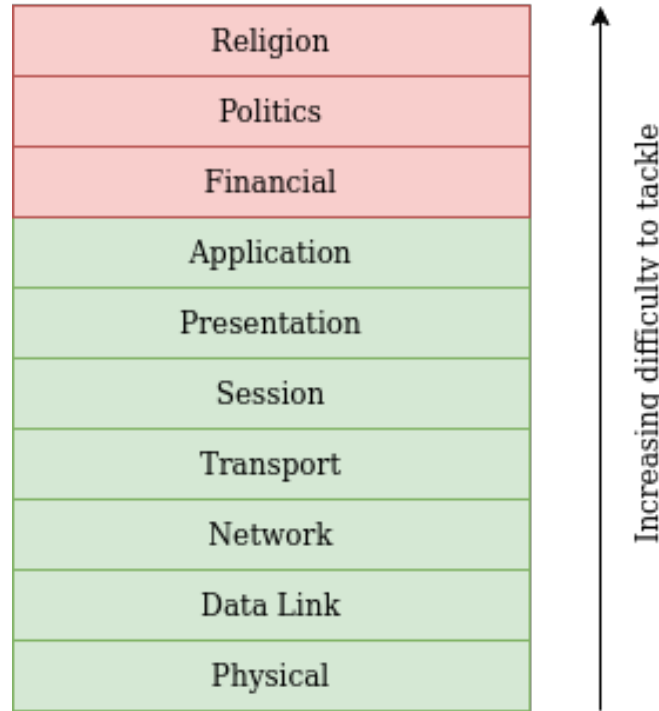 Religion
Politics
Financial
Application
Presentation
Session
Transport
Network
Data Link
Physical
Increasing difficulty to tackle